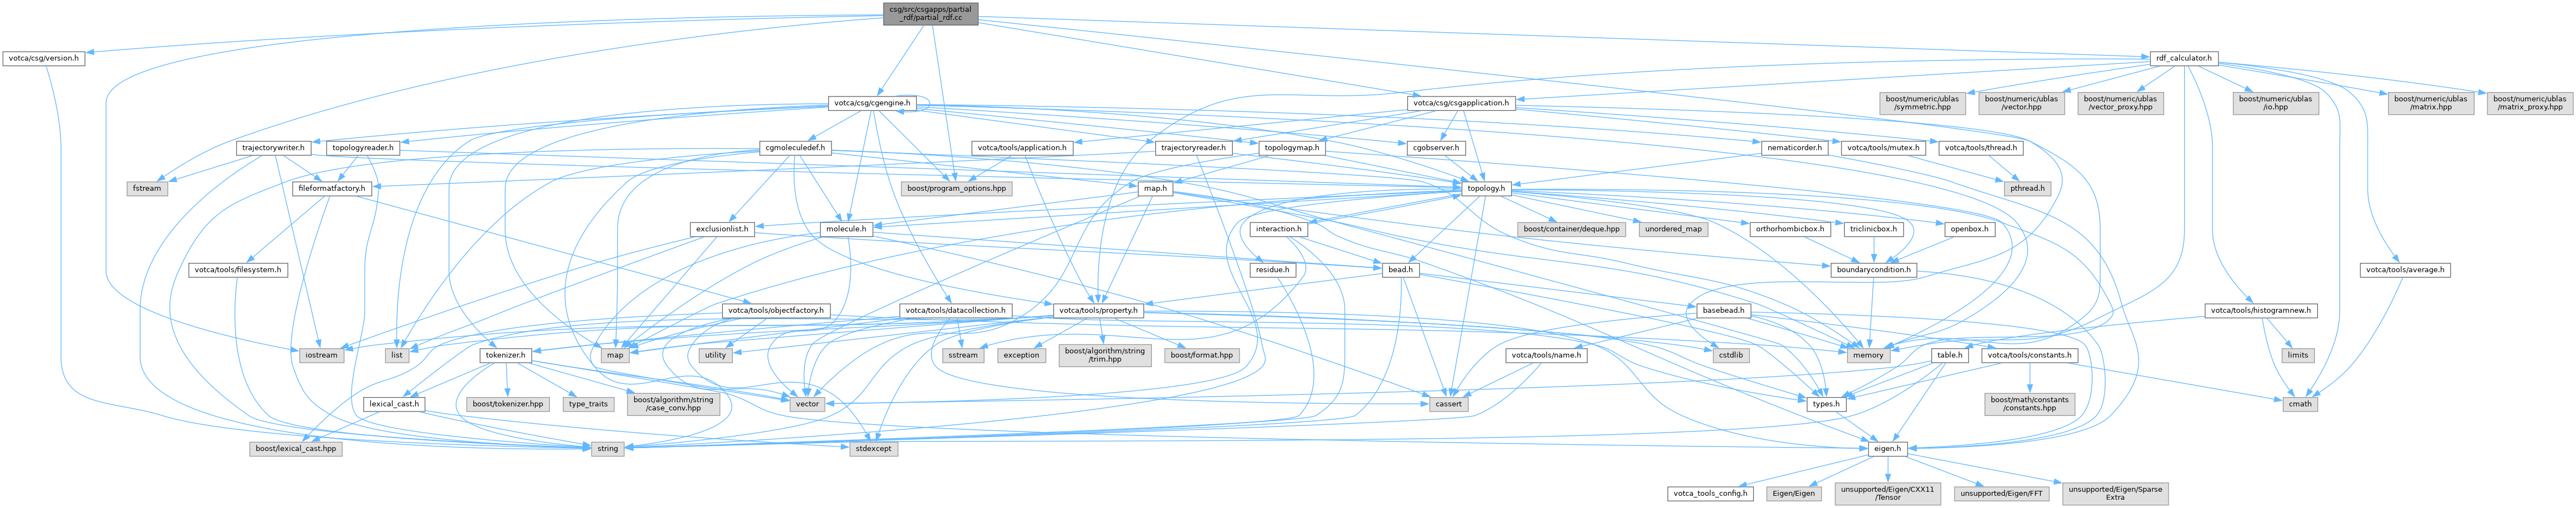 csg/src/csgapps/partial
_rdf/partial_rdf.cc
votca/csg/version.h
rdf_calculator.h
votca/csg/cgengine.h
votca/csg/csgapplication.h
boost/numeric/ublas
/symmetric.hpp
boost/numeric/ublas
/vector.hpp
boost/numeric/ublas
/vector_proxy.hpp
boost/numeric/ublas
/io.hpp
boost/numeric/ublas
/matrix.hpp
boost/numeric/ublas
/matrix_proxy.hpp
trajectorywriter.h
topologyreader.h
cgmoleculedef.h
votca/tools/application.h
trajectoryreader.h
topologymap.h
cgobserver.h
nematicorder.h
votca/tools/mutex.h
votca/tools/thread.h
fstream
fileformatfactory.h
boost/program_options.hpp
map.h
topology.h
pthread.h
exclusionlist.h
molecule.h
interaction.h
boost/container/deque.hpp
unordered_map
orthorhombicbox.h
triclinicbox.h
openbox.h
votca/tools/filesystem.h
residue.h
bead.h
boundarycondition.h
votca/tools/average.h
votca/tools/objectfactory.h
votca/tools/datacollection.h
votca/tools/property.h
basebead.h
votca/tools/histogramnew.h
iostream
list
tokenizer.h
map
utility
sstream
exception
boost/algorithm/string
/trim.hpp
boost/format.hpp
votca/tools/name.h
cstdlib
memory
table.h
votca/tools/constants.h
limits
lexical_cast.h
boost/tokenizer.hpp
type_traits
boost/algorithm/string
/case_conv.hpp
vector
cassert
types.h
boost/math/constants
/constants.hpp
cmath
boost/lexical_cast.hpp
string
stdexcept
eigen.h
votca_tools_config.h
Eigen/Eigen
unsupported/Eigen/CXX11
/Tensor
unsupported/Eigen/FFT
unsupported/Eigen/Sparse
Extra